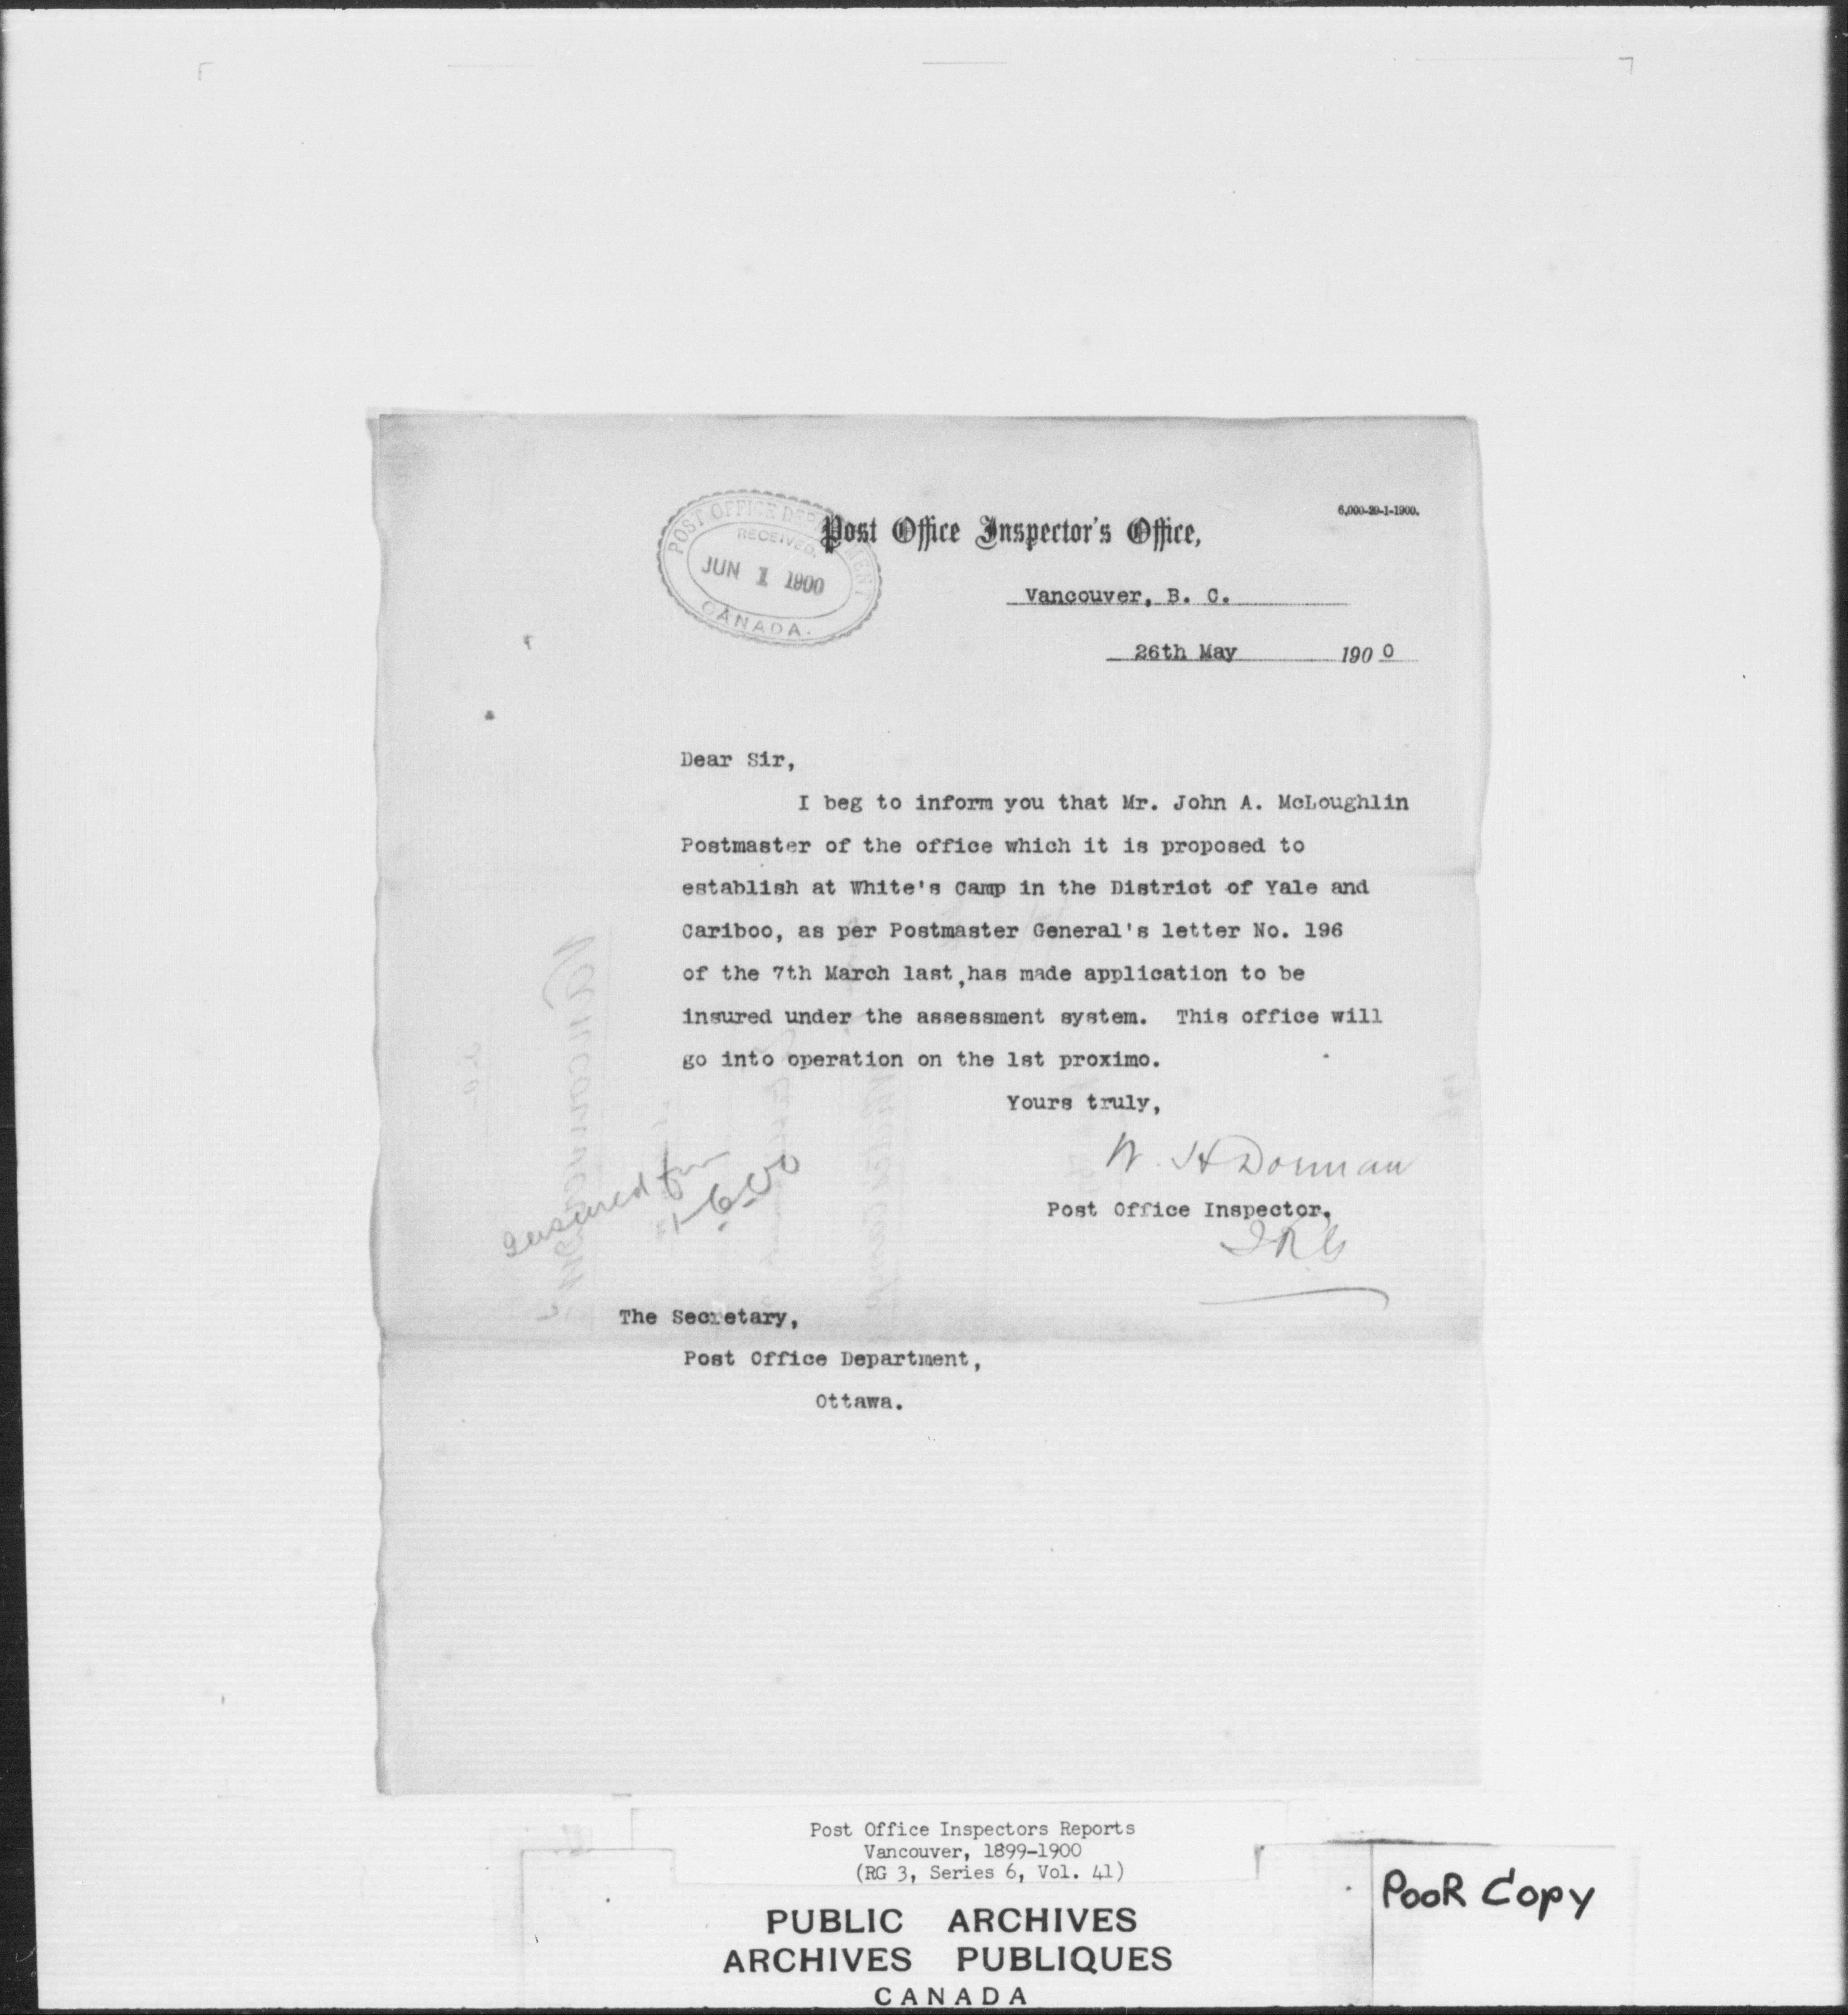 6,000-29-1-1900.
POST OFFICE DEPARTMENT
RECEIVED.
JUN 1 1900
CANADA.
Post Office Inspector's Office,
Vancouver, B. C.
26th May 1900
Dear Sir,
I beg to inform you that Mr. John A. McLoughlin
Postmaster of the office which it is proposed to
establish at White's Camp in the District of Yale and
Cariboo, as per Postmaster General's letter No. 196
of the 7th March last, has made application to be
insured under the assessment system. This office will
go into operation on the 1st proximo.
Yours truly,
W. H Dorman
Post Office Inspector.
Insured from
1-6-00
The Secretary,
Post Office Department,
Ottawa.
Post Office Inspectors Reports
Vancouver, 1899-1900
(RG 3, Series 6, Vol. 41)
PUBLIC ARCHIVES
ARCHIVES PUBLIQUES
CANADA
POOR COPY